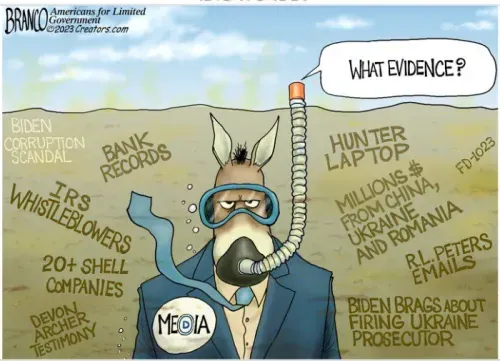 BRANCO
Americans for Limited
Government
©2023 Creators.com
WHAT EVIDENCE?
BIDEN
CORRUPTION
SCANDAL
BANK
RECORDS
HUNTER
LAPTOP
FD-1023
IRS
WHISTLEBLOWERS
MILLIONS $
FROM CHINA,
UKRAINE
AND ROMANIA
20+ SHELL
COMPANIES
R.L. PETERS
EMAILS
DEVON
ARCHER
TESTIMONY
MEDIA
BIDEN BRAGS ABOUT
FIRING UKRAINE
PROSECUTOR